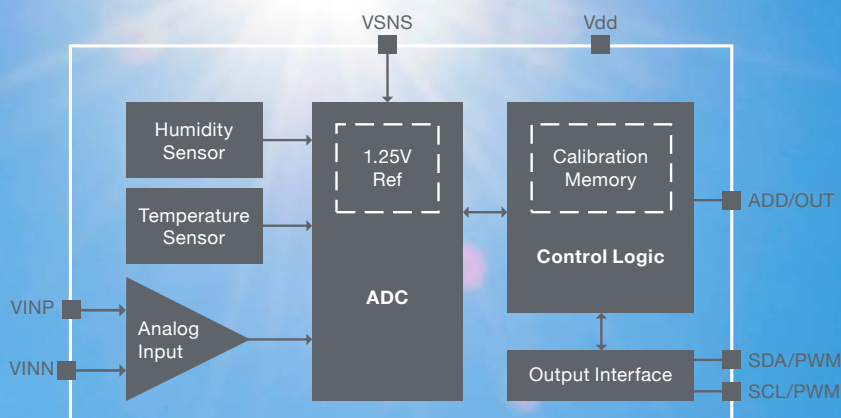 VSNS
Vdd
Humidity
Sensor
1.25V
Ref
Calibration
Memory
Temperature
Sensor
ADD/OUT
Control Logic
ADC
VINP
Analog
Input
VINN
Output Interface
SDA/PWM
SCL/PWM